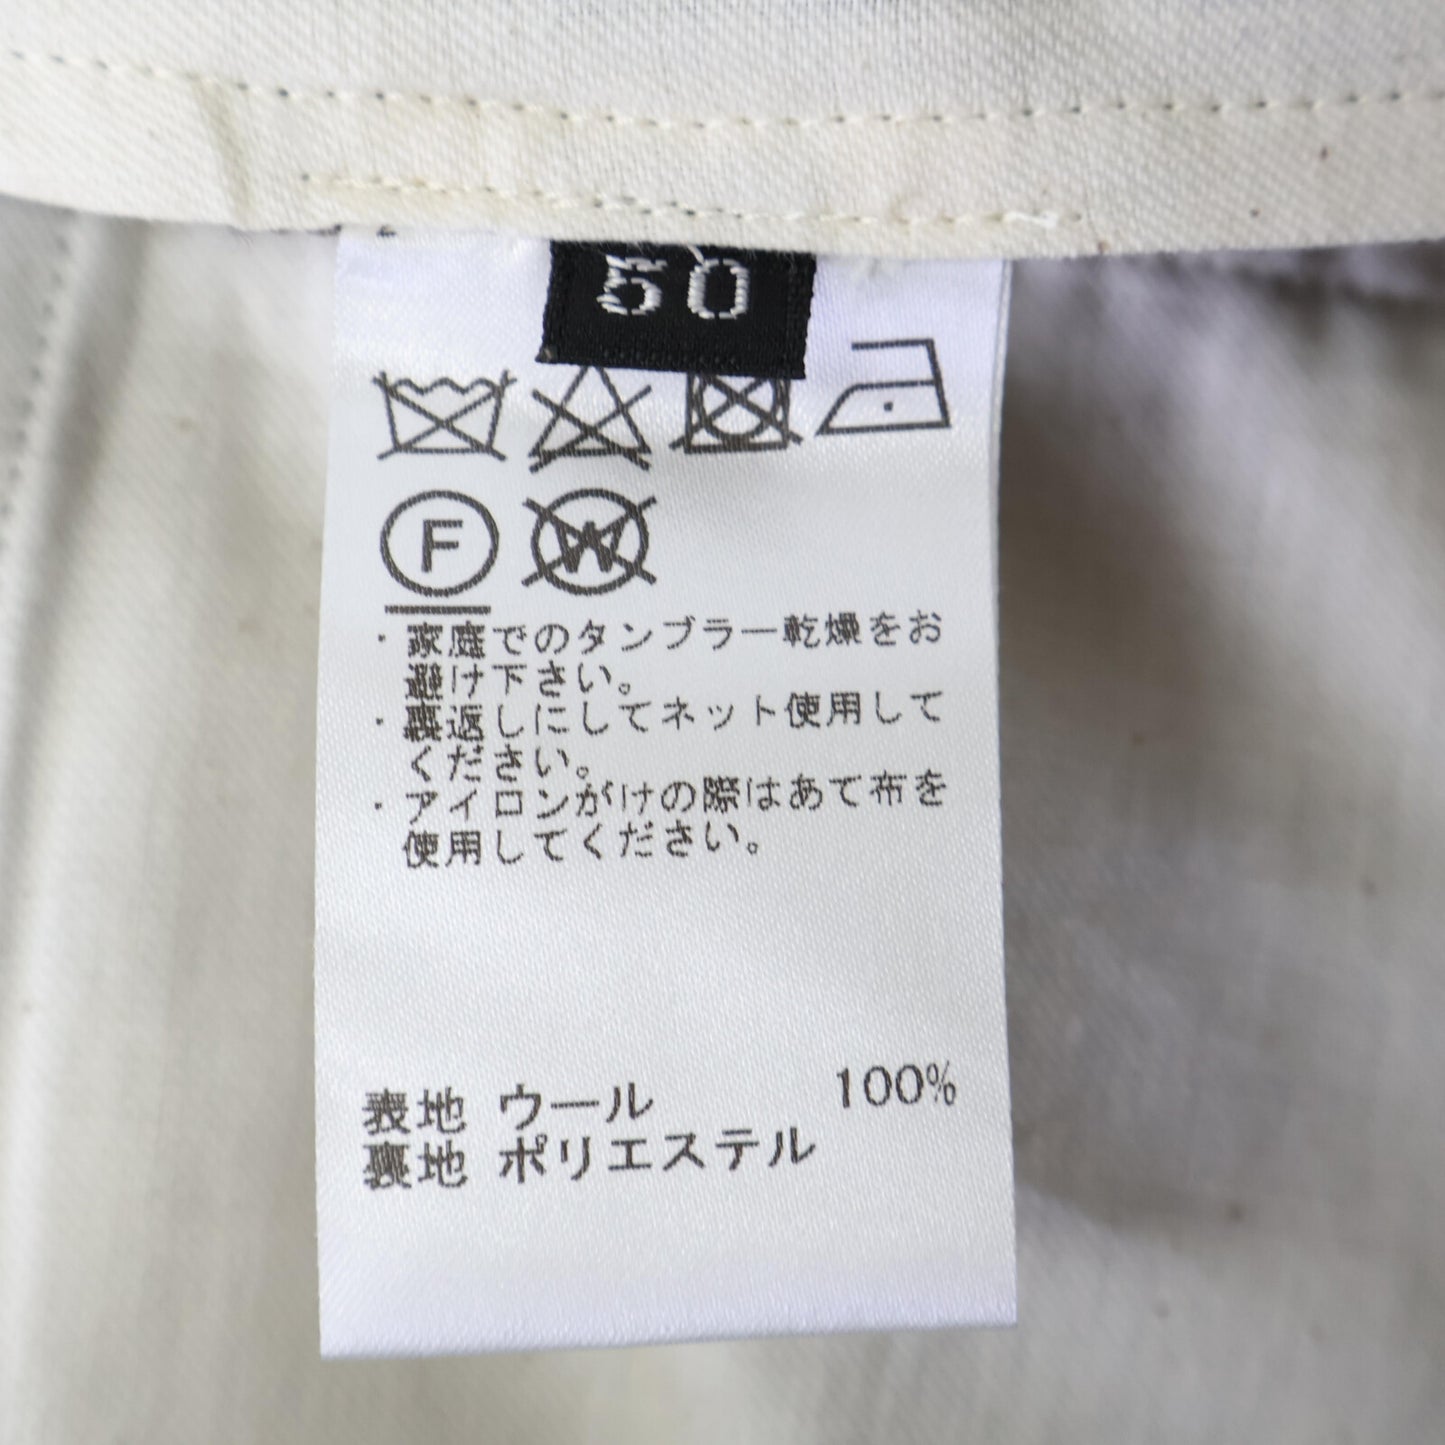 50
F W
・家庭でのタンブラー乾燥をお
避け下さい。
・裏返しにしてネット使用して
ください。
・アイロンがけの際はあて布を
使用してください。
表地 ウール 100%
裏地 ポリエステル